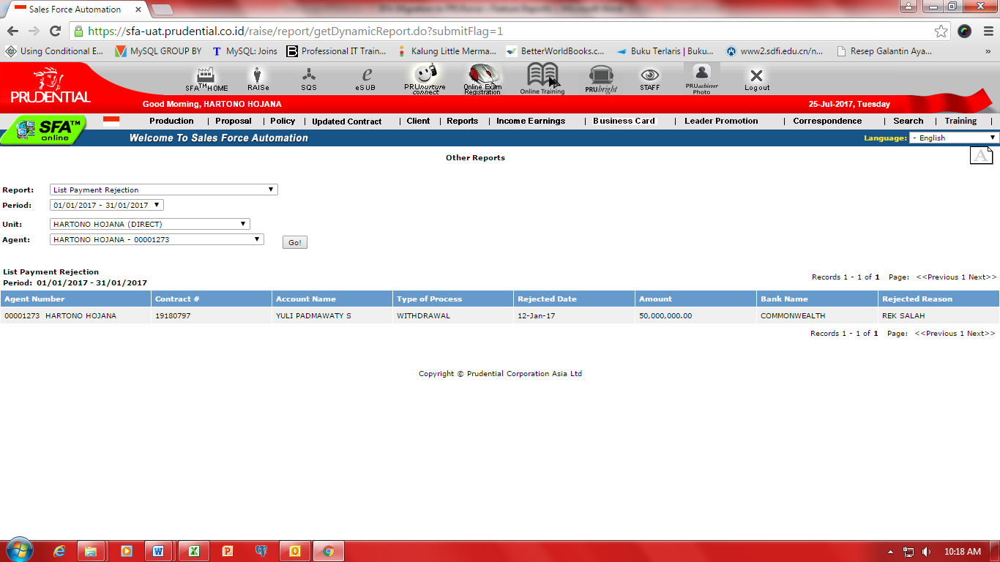 Sales Force Automation
https://sfa-uat.prudential.co.id/raise/report/getDynamicReport.do?submitFlag=1
Using Conditional E... MySQL GROUP BY MySQL: Joins Professional IT Train... Kalung Little Merma... BetterWorldBooks.c... Buku Terlaris | Buku... www2.sdfi.edu.cn/n... Resep Galantin Aya... »
PRUDENTIAL
SFA™HOME RAISe SQS eSUB PRUnurture connect Online Exam Registration Online Training PRUbright STAFF PRUachiever Photo Logout
Good Morning, HARTONO HOJANA 25-Jul-2017, Tuesday
SFA™ online
Production | Proposal | Policy | Updated Contract | Client | Reports | Income Earnings | Business Card | Leader Promotion | Correspondence | Search | Training |
Welcome To Sales Force Automation Language: - English
Other Reports
A
Report: List Payment Rejection
Period: 01/01/2017 - 31/01/2017
Unit: HARTONO HOJANA (DIRECT)
Agent: HARTONO HOJANA - 00001273 Go!
List Payment Rejection
Period: 01/01/2017 - 31/01/2017
Records 1 - 1 of 1 Page: <<Previous 1 Next>>
Agent Number Contract # Account Name Type of Process Rejected Date Amount Bank Name Rejected Reason
00001273 HARTONO HOJANA 19180797 YULI PADMAWATY S WITHDRAWAL 12-Jan-17 50,000,000.00 COMMONWEALTH REK SALAH
Records 1 - 1 of 1 Page: <<Previous 1 Next>>
Copyright © Prudential Corporation Asia Ltd
10:18 AM